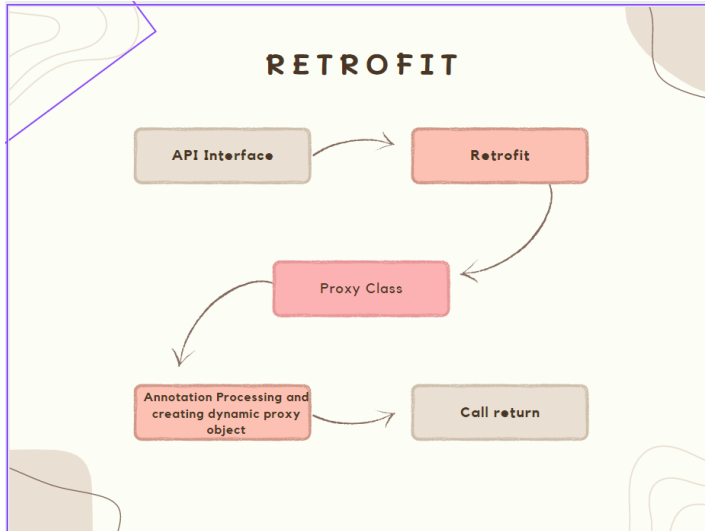 RETROFIT
API Interface
Retrofit
Proxy Class
Annotation Processing and
creating dynamic proxy
object
Call return